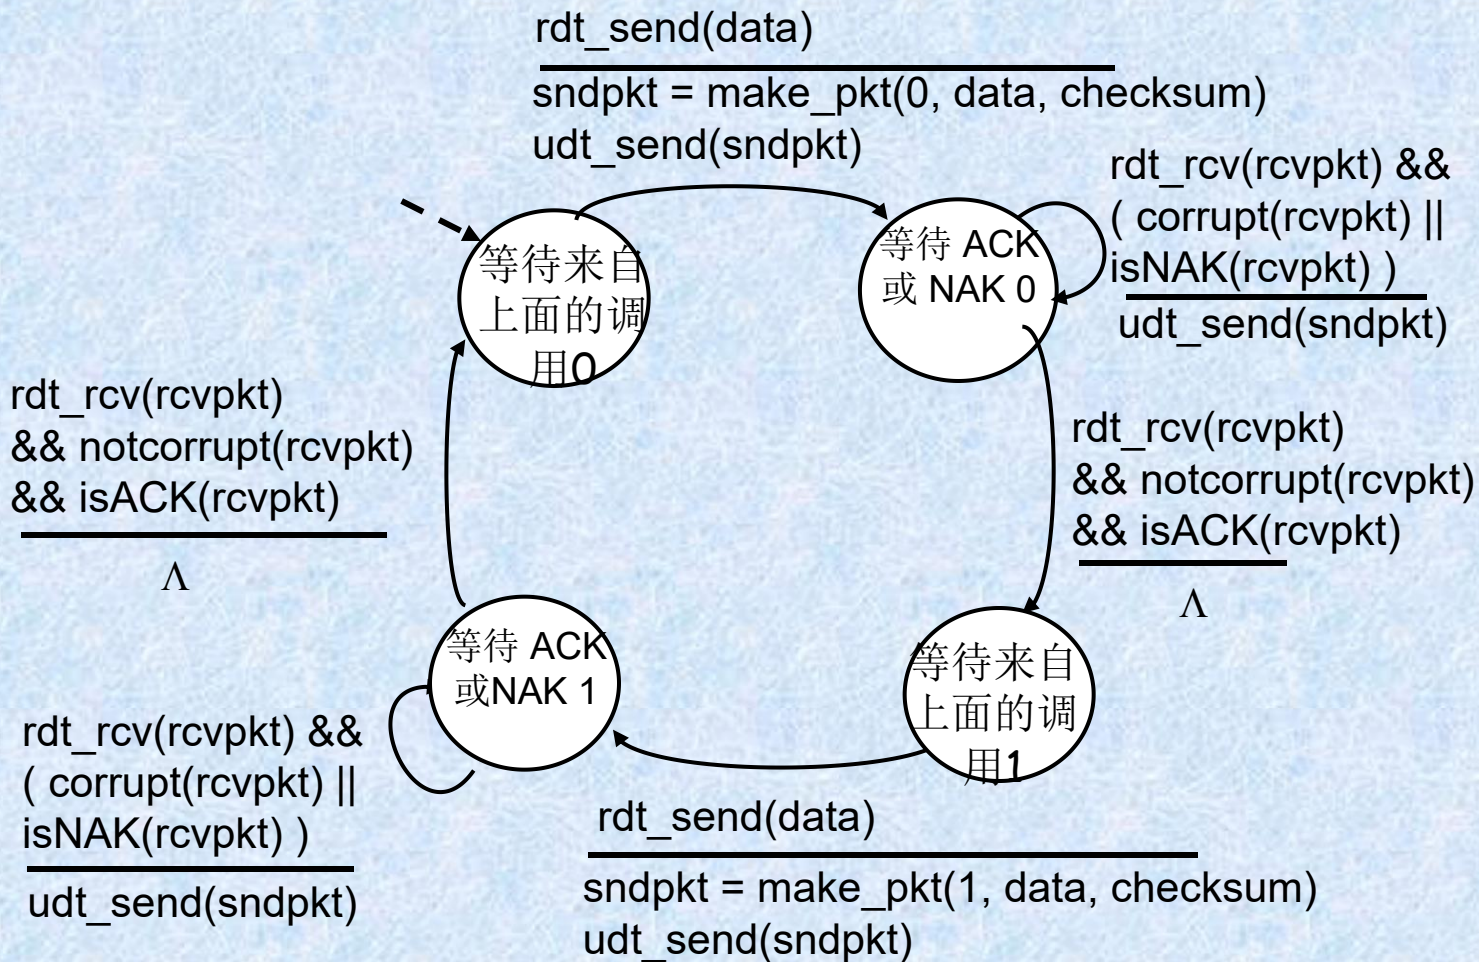 rdt_send(data)
sndpkt = make_pkt(0, data, checksum)
udt_send(sndpkt)
等待来自
上面的调
用0
等待 ACK
或 NAK 0
rdt_rcv(rcvpkt) &&
( corrupt(rcvpkt) ||
isNAK(rcvpkt) )
udt_send(sndpkt)
rdt_rcv(rcvpkt)
&& notcorrupt(rcvpkt)
&& isACK(rcvpkt)
Λ
rdt_rcv(rcvpkt)
&& notcorrupt(rcvpkt)
&& isACK(rcvpkt)
Λ
等待 ACK
或NAK 1
等待来自
上面的调
用1
rdt_rcv(rcvpkt) &&
( corrupt(rcvpkt) ||
isNAK(rcvpkt) )
udt_send(sndpkt)
rdt_send(data)
sndpkt = make_pkt(1, data, checksum)
udt_send(sndpkt)